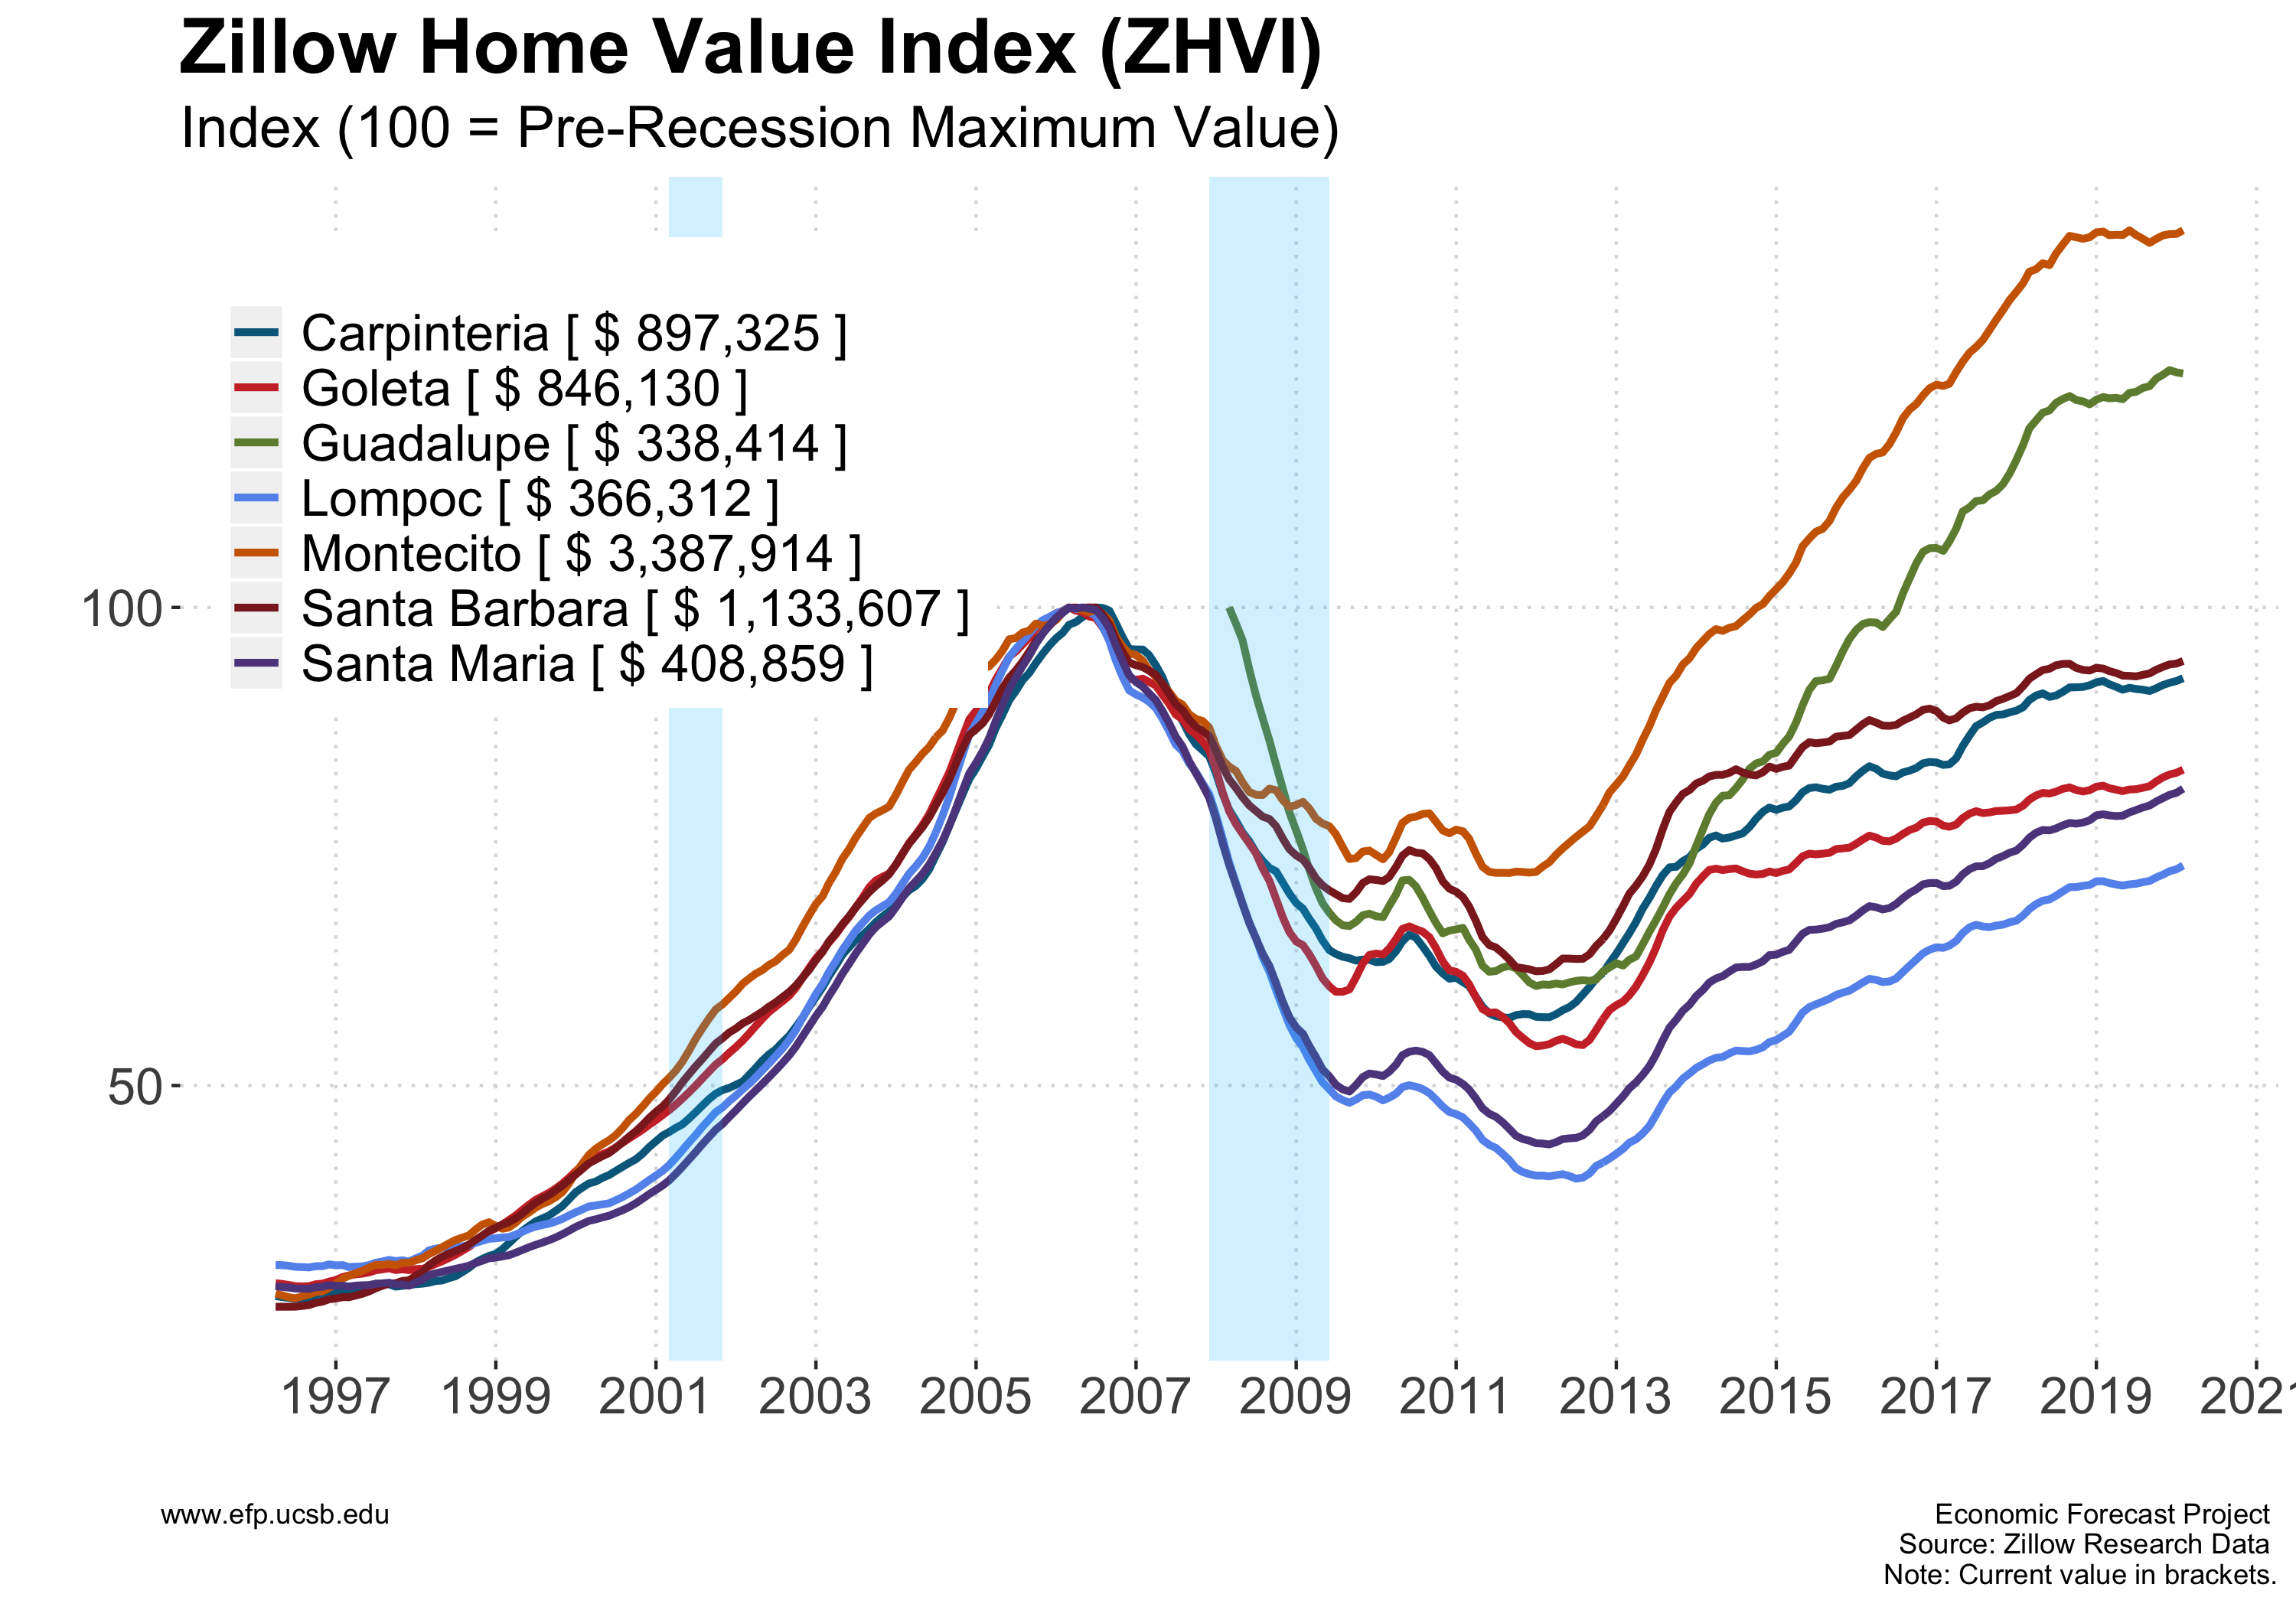 Zillow Home Value Index (ZHVI)
Index (100 = Pre-Recession Maximum Value)
Carpinteria [ $ 897,325 ]
Goleta [ $ 846,130 ]
Guadalupe [ $ 338,414 ]
Lompoc [ $ 366,312 ]
Montecito [ $ 3,387,914 ]
Santa Barbara [ $ 1,133,607 ]
Santa Maria [ $ 408,859 ]
100
50
1997 1999 2001 2003 2005 2007 2009 2011 2013 2015 2017 2019 2021
www.efp.ucsb.edu
Economic Forecast Project
Source: Zillow Research Data
Note: Current value in brackets.